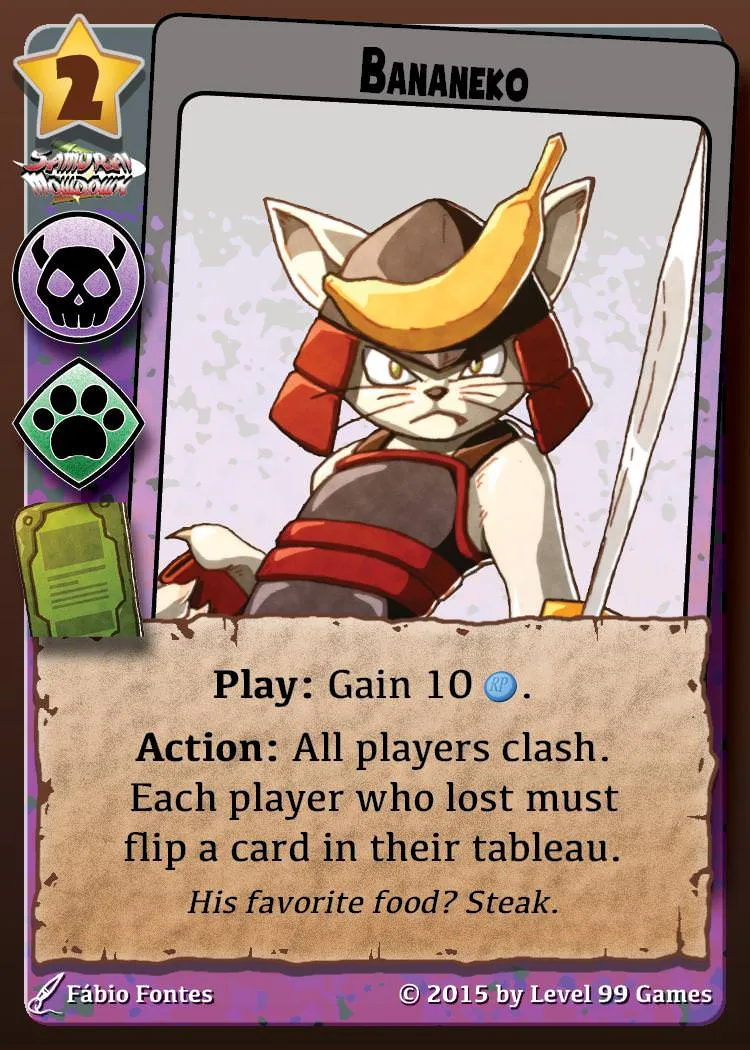 Bananeko
2
SAMURAI
MOWDOWN
Play: Gain 10 RP.
Action: All players clash.
Each player who lost must
flip a card in their tableau.
His favorite food? Steak.
Fábio Fontes
© 2015 by Level 99 Games